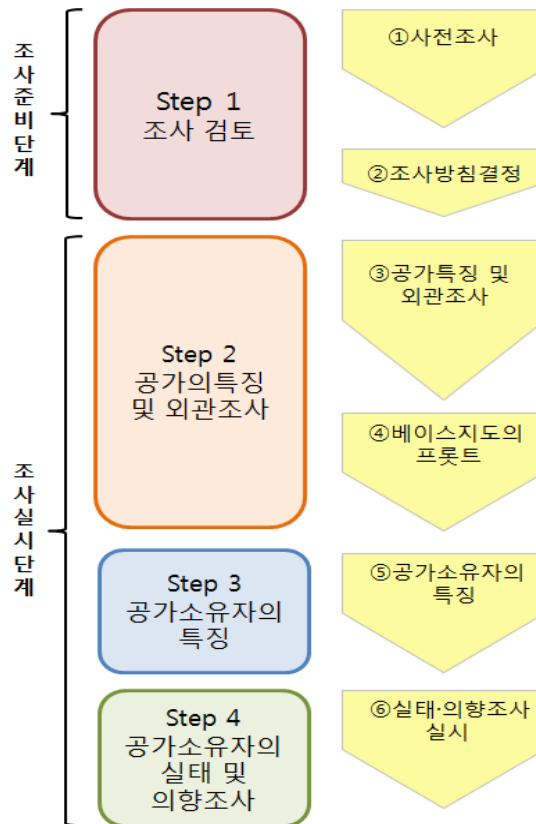 조사준비단계
Step 1
조사 검토
①사전조사
②조사방침결정
조사실시단계
Step 2
공가의특징
및 외관조사
③공가특징 및
외관조사
④베이스지도의
프롯트
Step 3
공가소유자의
특징
⑤공가소유자의
특징
Step 4
공가소유자의
실태 및
의향조사
⑥실태·의향조사
실시